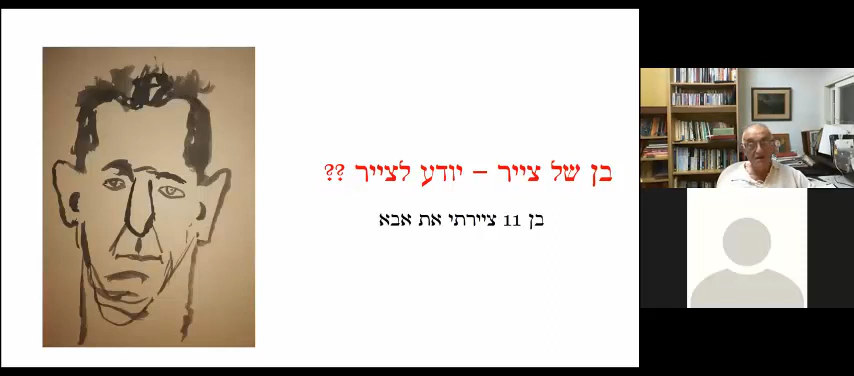 בן של צייר – יודע לצייר ??
בן 11 ציירתי את אבא